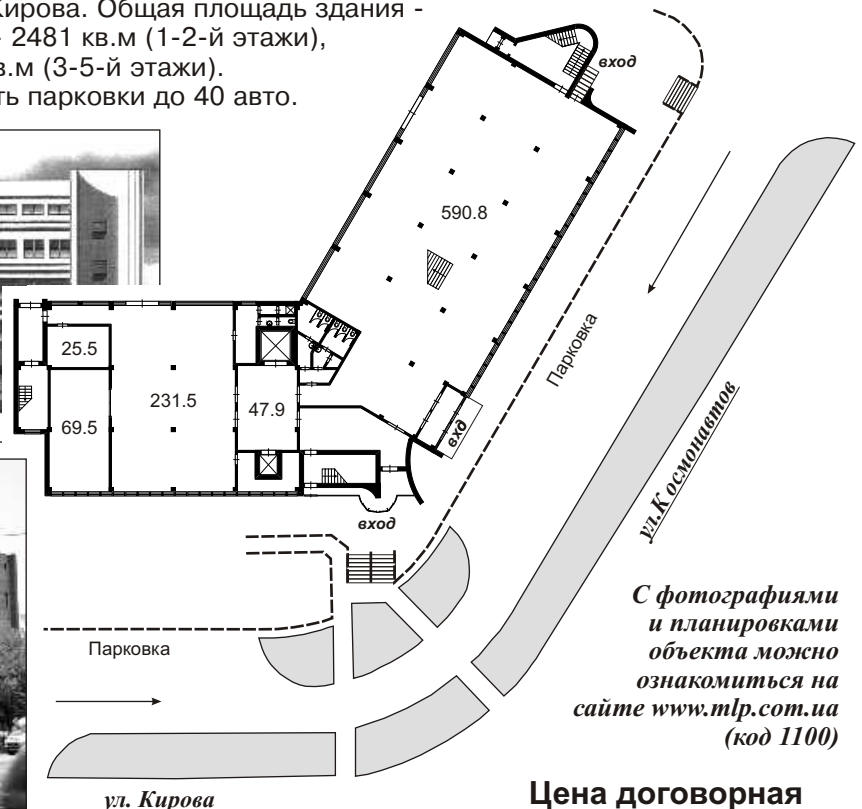 Кирова. Общая площадь здания -
2481 кв.м (1-2-й этажи),
в.м (3-5-й этажи).
ть парковки до 40 авто.
вход
590.8
Парковка
25.5
231.5
47.9
69.5
вхд
вход
ул.К осмонавтов
Парковка
ул. Кирова
С фотографиями
и планировками
объекта можно
ознакомиться на
сайте www.mlp.com.ua
(код 1100)
Цена договорная